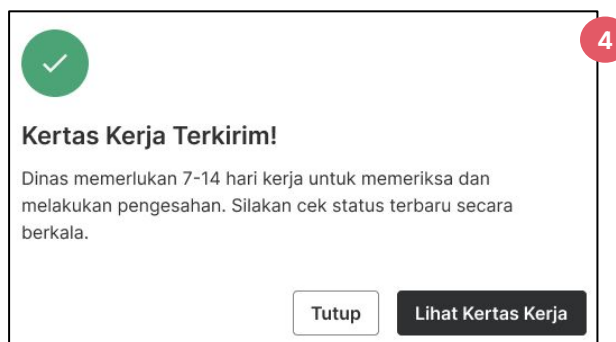 4
Kertas Kerja Terkirim!
Dinas memerlukan 7-14 hari kerja untuk memeriksa dan
melakukan pengesahan. Silakan cek status terbaru secara
berkala.
Tutup
Lihat Kertas Kerja